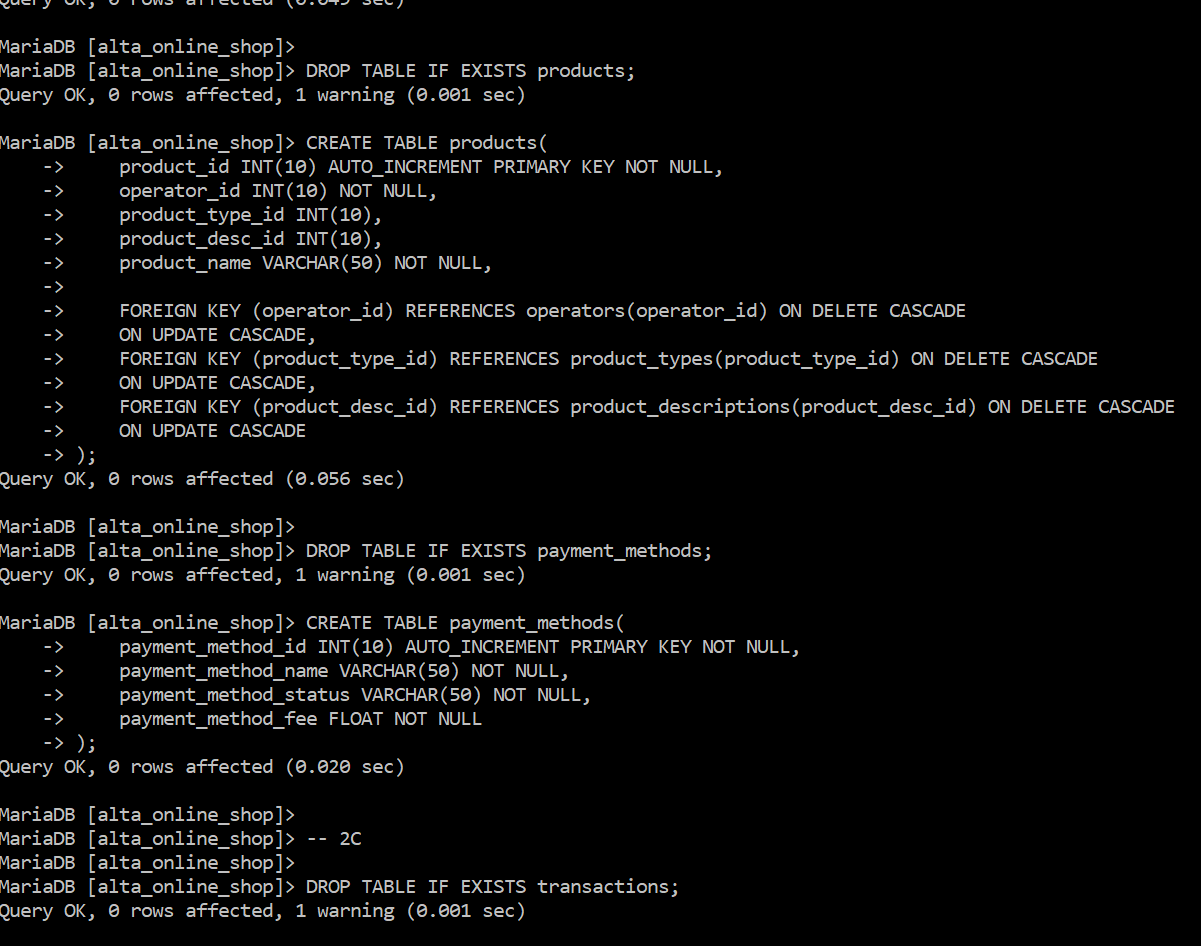 Query OK, 0 rows affected (0.049 sec)
MariaDB [alta_online_shop]>
MariaDB [alta_online_shop]> DROP TABLE IF EXISTS products;
Query OK, 0 rows affected, 1 warning (0.001 sec)
MariaDB [alta_online_shop]> CREATE TABLE products(
    ->     product_id INT(10) AUTO_INCREMENT PRIMARY KEY NOT NULL,
    ->     operator_id INT(10) NOT NULL,
    ->     product_type_id INT(10),
    ->     product_desc_id INT(10),
    ->     product_name VARCHAR(50) NOT NULL,
    ->
    ->     FOREIGN KEY (operator_id) REFERENCES operators(operator_id) ON DELETE CASCADE
    ->     ON UPDATE CASCADE,
    ->     FOREIGN KEY (product_type_id) REFERENCES product_types(product_type_id) ON DELETE CASCADE
    ->     ON UPDATE CASCADE,
    ->     FOREIGN KEY (product_desc_id) REFERENCES product_descriptions(product_desc_id) ON DELETE CASCADE
    ->     ON UPDATE CASCADE
    -> );
Query OK, 0 rows affected (0.056 sec)
MariaDB [alta_online_shop]>
MariaDB [alta_online_shop]> DROP TABLE IF EXISTS payment_methods;
Query OK, 0 rows affected, 1 warning (0.001 sec)
MariaDB [alta_online_shop]> CREATE TABLE payment_methods(
    ->     payment_method_id INT(10) AUTO_INCREMENT PRIMARY KEY NOT NULL,
    ->     payment_method_name VARCHAR(50) NOT NULL,
    ->     payment_method_status VARCHAR(50) NOT NULL,
    ->     payment_method_fee FLOAT NOT NULL
    -> );
Query OK, 0 rows affected (0.020 sec)
MariaDB [alta_online_shop]>
MariaDB [alta_online_shop]> -- 2C
MariaDB [alta_online_shop]>
MariaDB [alta_online_shop]> DROP TABLE IF EXISTS transactions;
Query OK, 0 rows affected, 1 warning (0.001 sec)